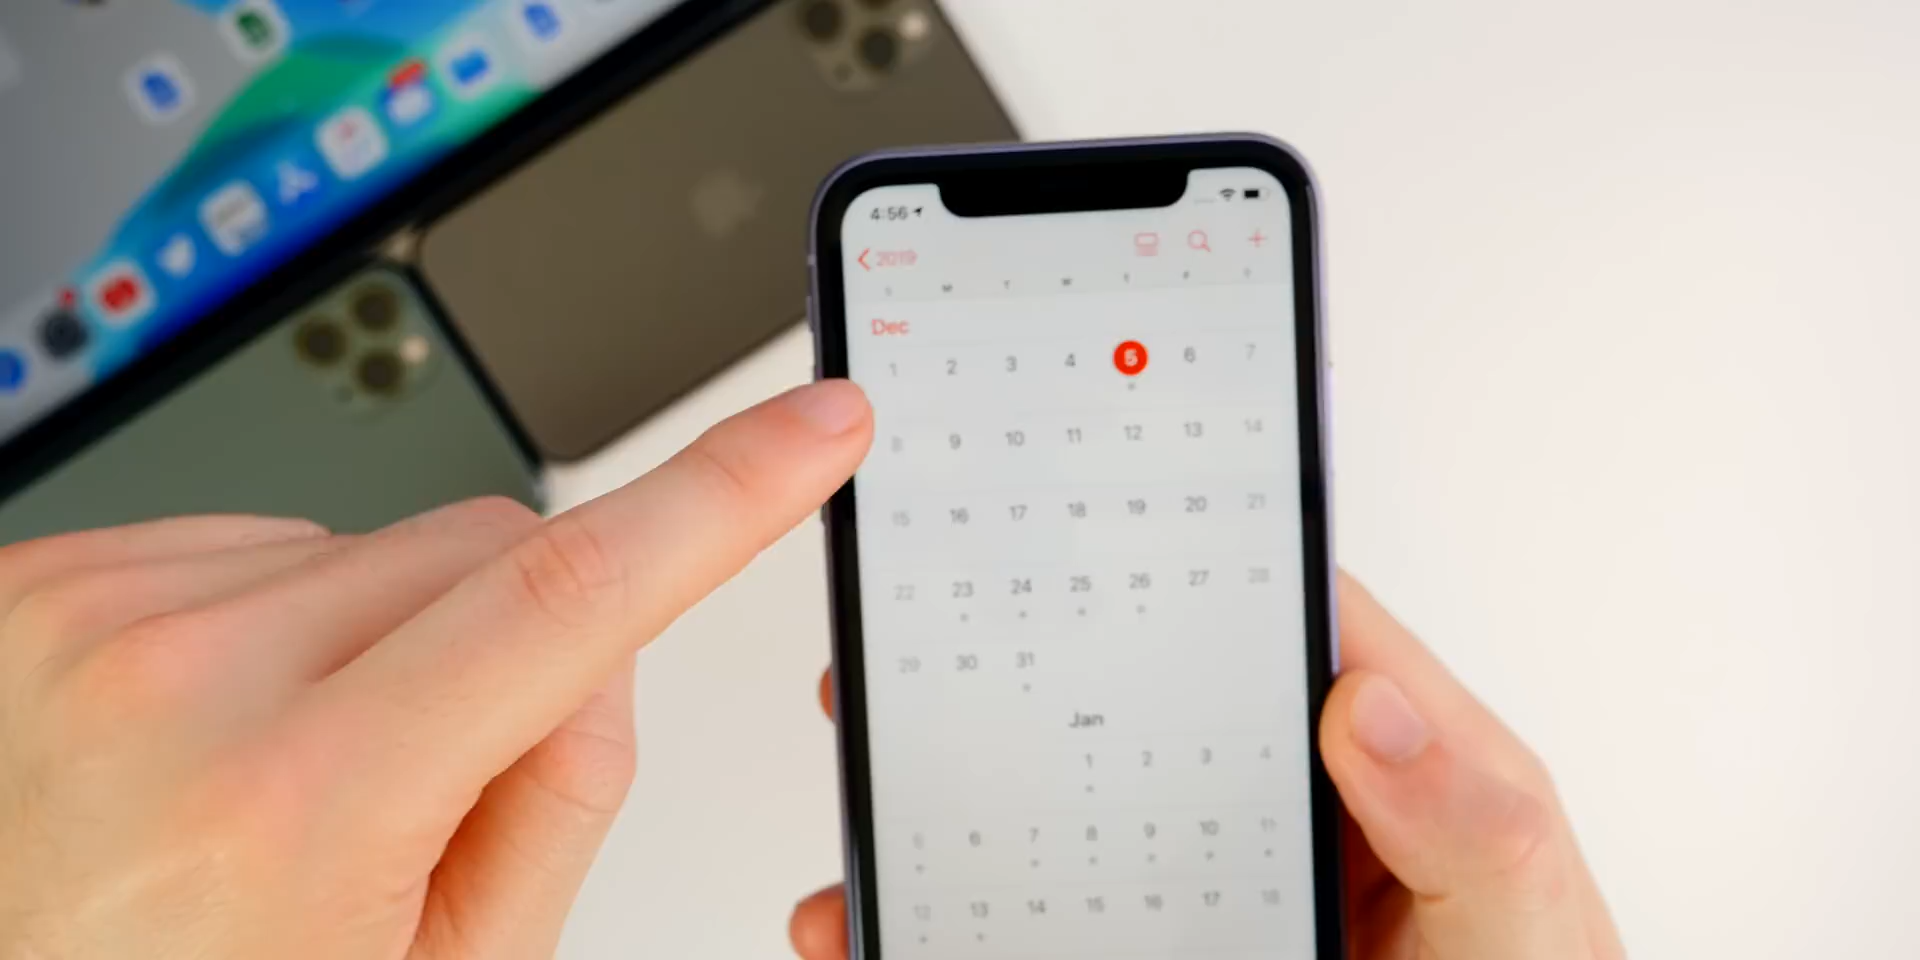 4:56
2019
S M T W T F S
Dec
1 2 3 4 5 6 7
8 9 10 11 12 13 14
15 16 17 18 19 20 21
22 23 24 25 26 27 28
29 30 31
Jan
1 2 3 4
5 6 7 8 9 10 11
12 13 14 15 16 17 18